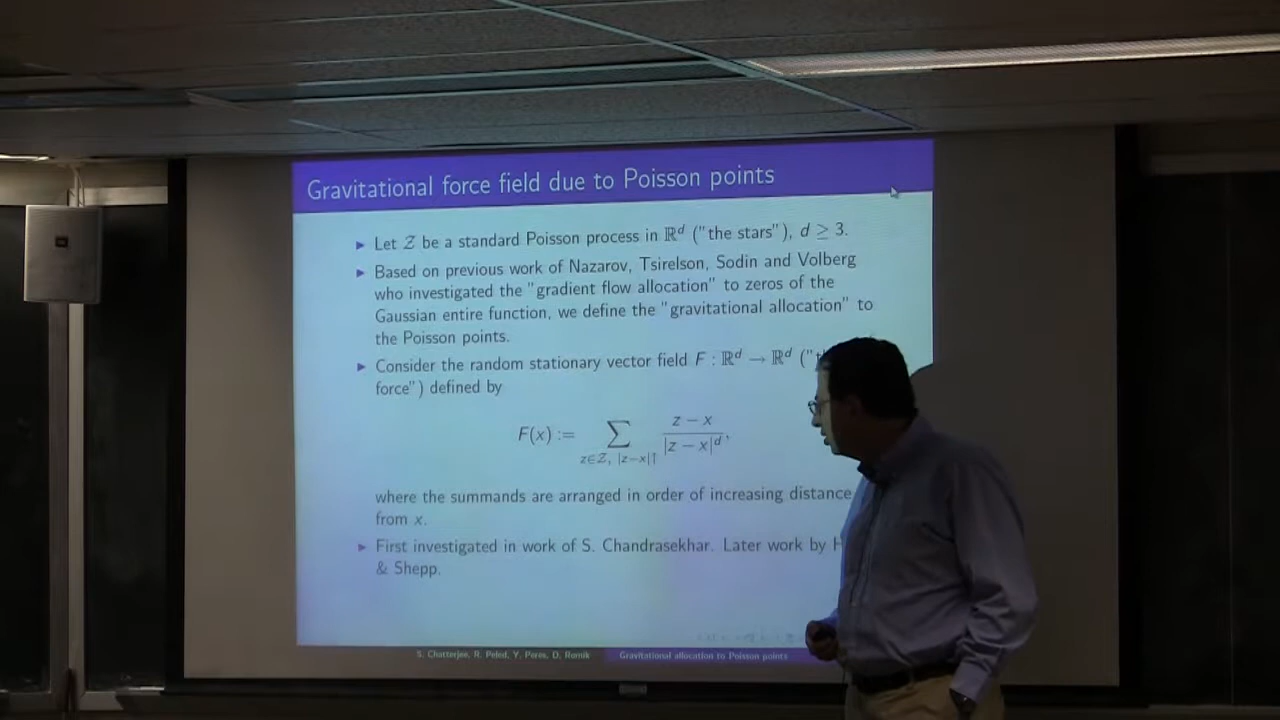 Gravitational force field due to Poisson points
Let 𝒵 be a standard Poisson process in ℝᵈ ("the stars"), d ≥ 3.
Based on previous work of Nazarov, Tsirelson, Sodin and Volberg
who investigated the "gradient flow allocation" to zeros of the
Gaussian entire function, we define the "gravitational allocation" to
the Poisson points.
Consider the random stationary vector field F : ℝᵈ → ℝᵈ ("
force") defined by
F(x) := ∑_{z∈𝒵, |z−x|↑} (z − x)/|z − x|ᵈ,
where the summands are arranged in order of increasing distance
from x.
First investigated in work of S. Chandrasekhar. Later work by
& Shepp.
S. Chatterjee, R. Peled, Y. Peres, D. Romik Gravitational allocation to Poisson points